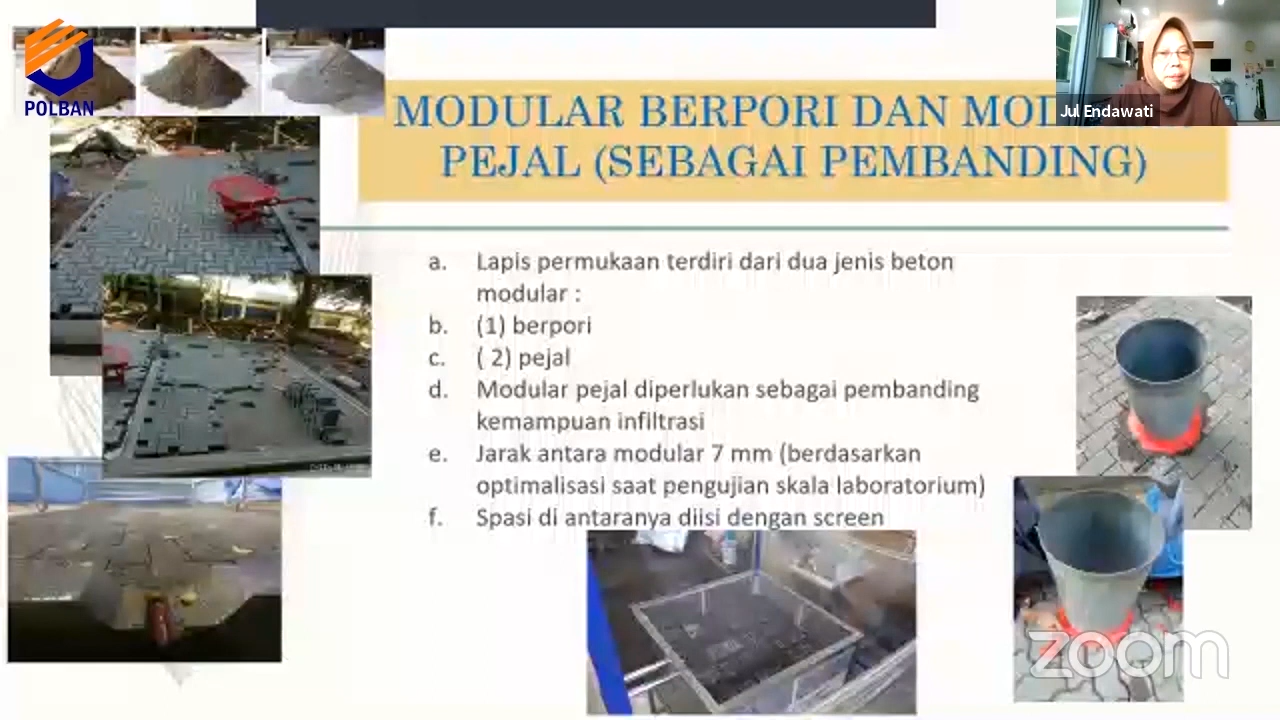 POLBAN
Jul Endawati
MODULAR BERPORI DAN
PEJAL (SEBAGAI PEMBANDING)
a. Lapis permukaan terdiri dari dua jenis beton
modular :
b. (1) berpori
c. ( 2) pejal
d. Modular pejal diperlukan sebagai pembanding
kemampuan infiltrasi
e. Jarak antara modular 7 mm (berdasarkan
optimalisasi saat pengujian skala laboratorium)
f. Spasi di antaranya diisi dengan screen
zoom